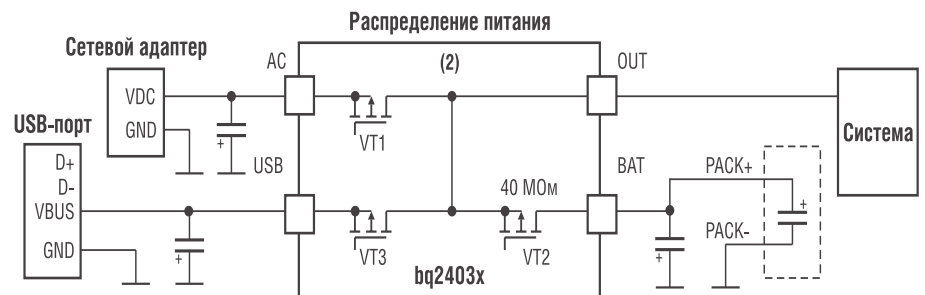 Распределение питания
Сетевой адаптер
AC
(2)
OUT
VDC
GND
VT1
Система
USB-порт
D+
D-
VBUS
GND
USB
BAT
PACK+
40 МОм
PACK-
VT3
VT2
bq2403x
+
+
+
+